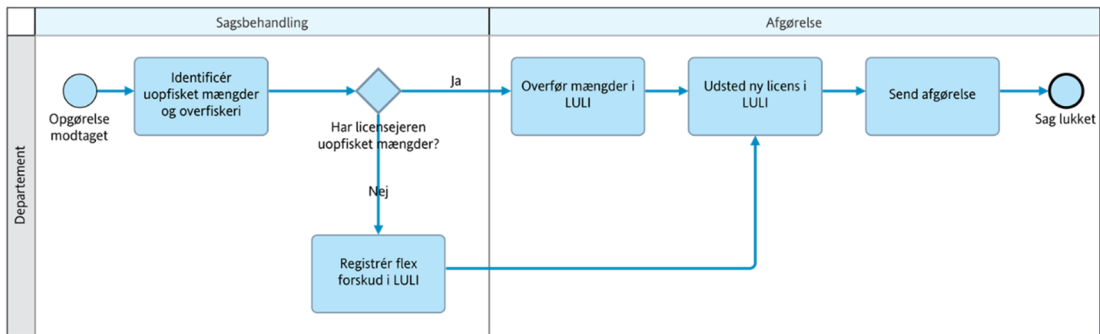 Sagsbehandling
Afgørelse
Departement
Opgørelse
modtaget
Identificér
uopfisket mængder
og overfiskeri
Har licensejeren
uopfisket mængder?
Ja
Nej
Registrér flex
forskud i LULI
Overfør mængder i
LULI
Udsted ny licens i
LULI
Send afgørelse
Sag lukket